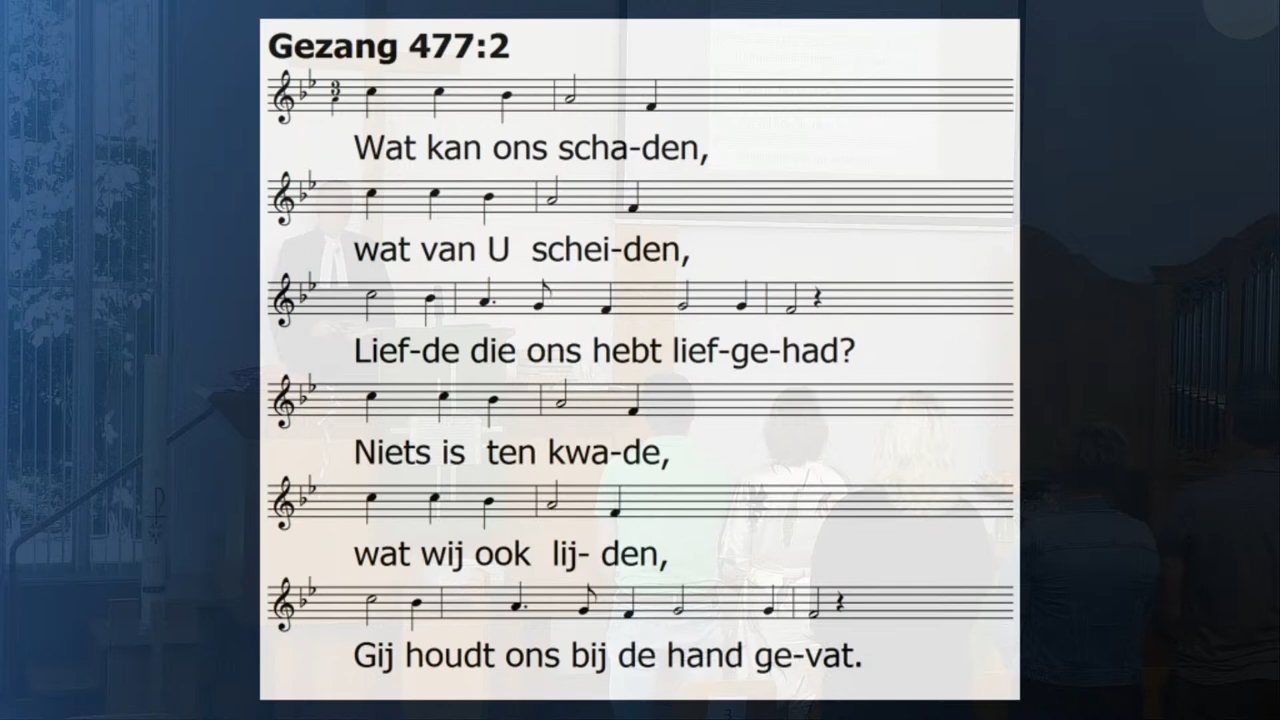 Gezang 477:2
Wat kan ons scha-den,
wat van U schei-den,
Lief-de die ons hebt lief-ge-had?
Niets is ten kwa-de,
wat wij ook lij- den,
Gij houdt ons bij de hand ge-vat.